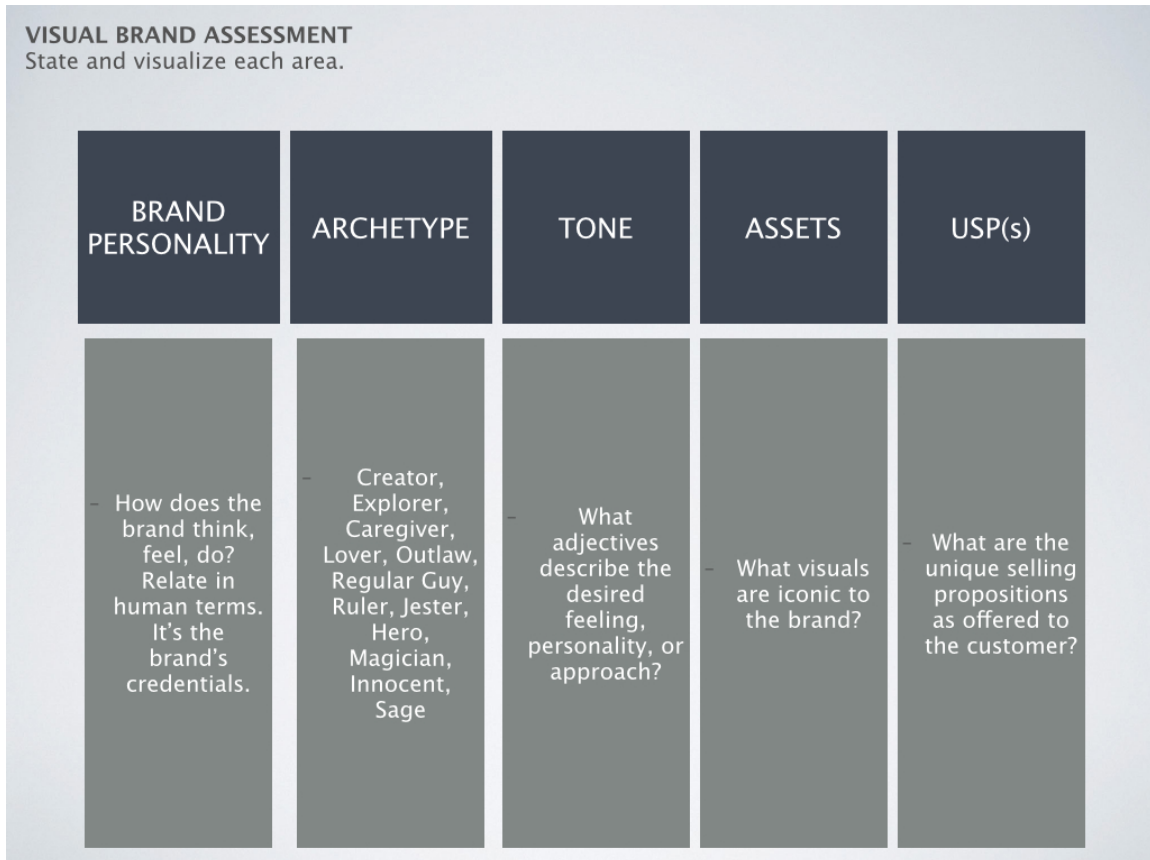 VISUAL BRAND ASSESSMENT
State and visualize each area.
BRAND
PERSONALITY
ARCHETYPE
TONE
ASSETS
USP(s)
- How does the
brand think,
feel, do?
Relate in
human terms.
It’s the
brand’s
credentials.
- Creator,
Explorer,
Caregiver,
Lover, Outlaw,
Regular Guy,
Ruler, Jester,
Hero,
Magician,
Innocent,
Sage
- What
adjectives
describe the
desired
feeling,
personality, or
approach?
- What visuals
are iconic to
the brand?
- What are the
unique selling
propositions
as offered to
the customer?